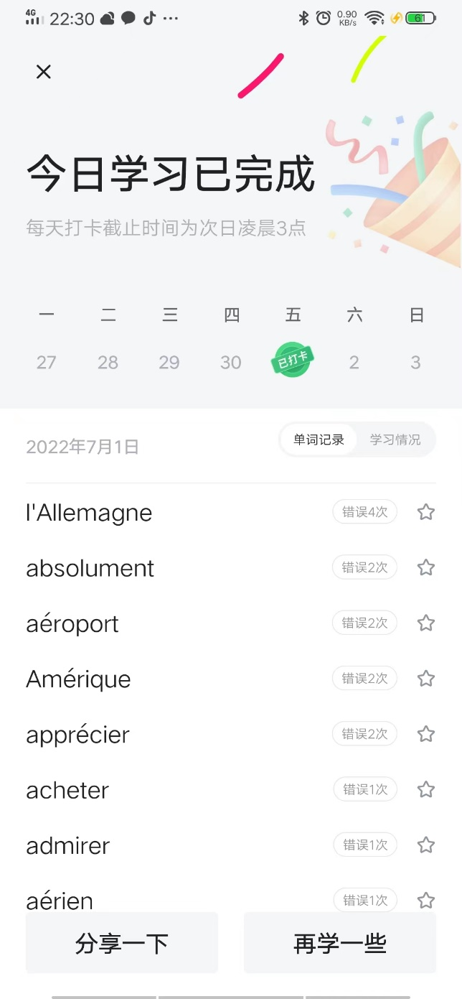 4G 22:30 0.90 KB/s 61
今日学习已完成
每天打卡截止时间为次日凌晨3点
一 二 三 四 五 六 日
27 28 29 30 已打卡 2 3
2022年7月1日 单词记录 学习情况
l'Allemagne 错误4次
absolument 错误2次
aéroport 错误2次
Amérique 错误2次
apprécier 错误2次
acheter 错误1次
admirer 错误1次
aérien 错误1次
分享一下 再学一些